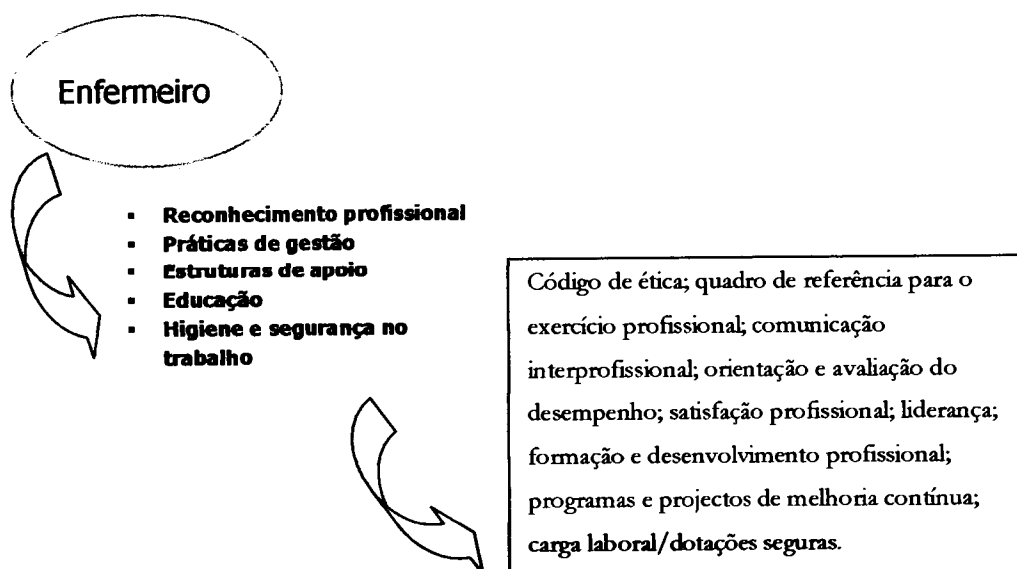 Enfermeiro
▪ Reconhecimento profissional
▪ Práticas de gestão
▪ Estruturas de apoio
▪ Educação
▪ Higiene e segurança no
trabalho
Código de ética; quadro de referência para o
exercício profissional; comunicação
interprofissional; orientação e avaliação do
desempenho; satisfação profissional; liderança;
formação e desenvolvimento profissional;
programas e projectos de melhoria contínua;
carga laboral/dotações seguras.